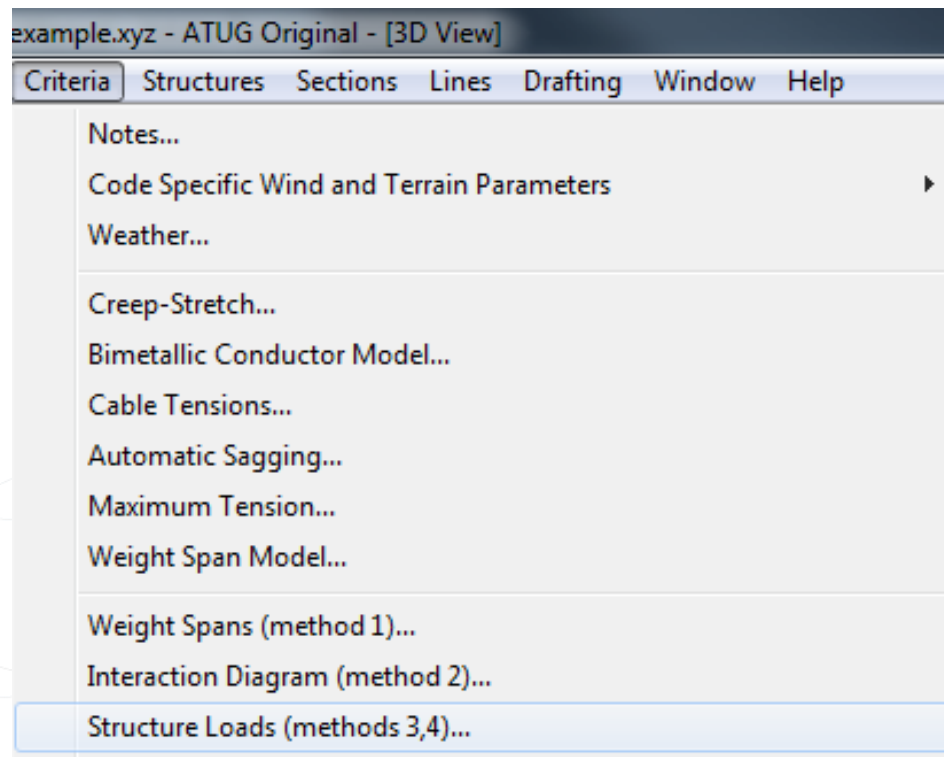 example.xyz - ATUG Original - [3D View]
Criteria Structures Sections Lines Drafting Window Help
Notes...
Code Specific Wind and Terrain Parameters
Weather...
Creep-Stretch...
Bimetallic Conductor Model...
Cable Tensions...
Automatic Sagging...
Maximum Tension...
Weight Span Model...
Weight Spans (method 1)...
Interaction Diagram (method 2)...
Structure Loads (methods 3,4)...